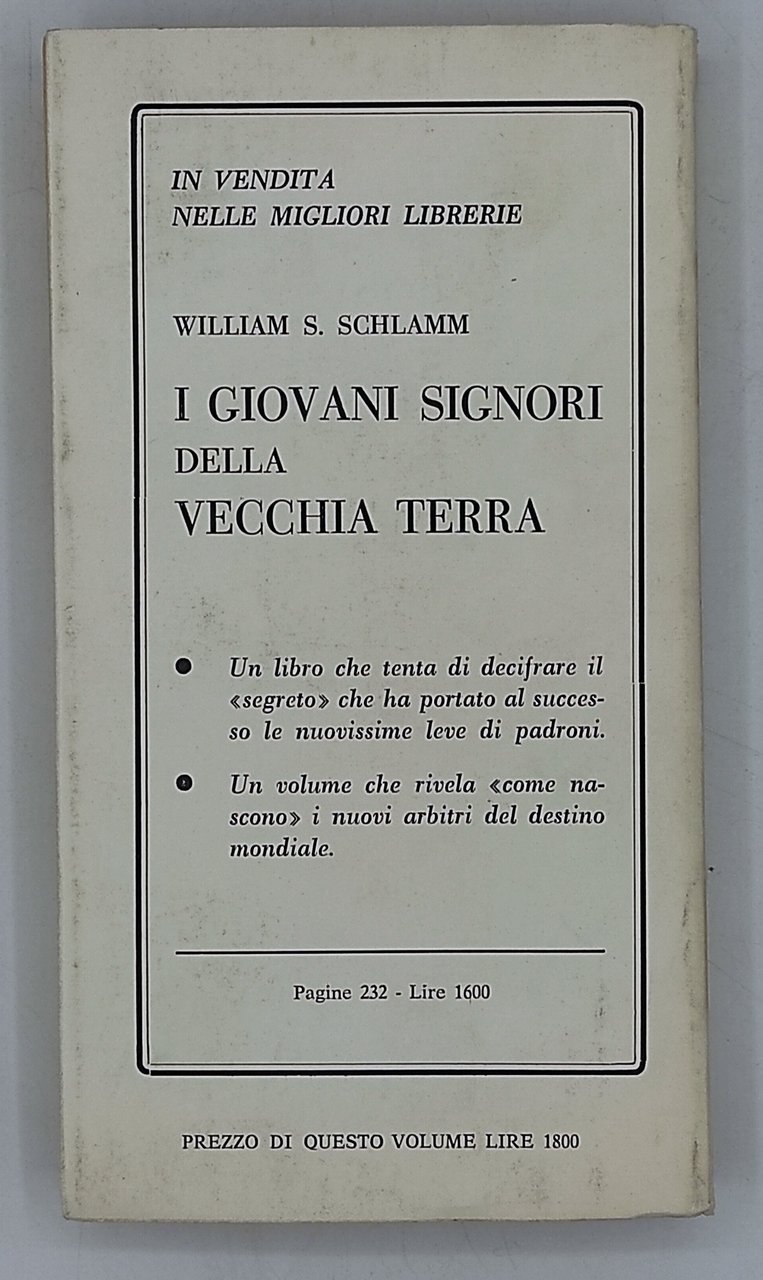 IN VENDITA
NELLE MIGLIORI LIBRERIE
WILLIAM S. SCHLAMM
I GIOVANI SIGNORI
DELLA
VECCHIA TERRA
● Un libro che tenta di decifrare il
«segreto» che ha portato al succes-
so le nuovissime leve di padroni.
● Un volume che rivela «come na-
scono» i nuovi arbitri del destino
mondiale.
Pagine 232 - Lire 1600
PREZZO DI QUESTO VOLUME LIRE 1800